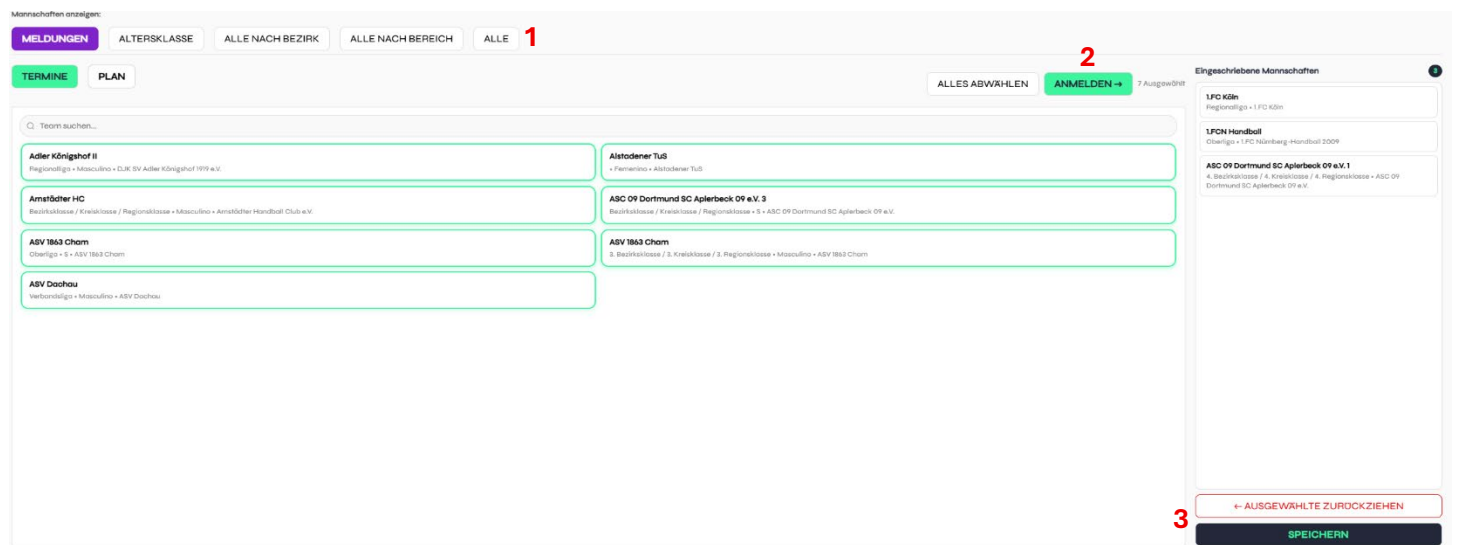 Mannschaften anzeigen:
MELDUNGEN ALTERSKLASSE ALLE NACH BEZIRK ALLE NACH BEREICH ALLE 1
2
TERMINE PLAN
ALLES ABWÄHLEN ANMELDEN → 7 Ausgewählt
Team suchen...
Adler Königshof II
Regionalliga • Masculino • DJK SV Adler Königshof 1919 e.V.
Alstadener TuS
• Femenino • Alstadener TuS
Arnstädter HC
Bezirksklasse / Kreisklasse / Regionsklasse • Masculino • Arnstädter Handball Club e.V.
ASC 09 Dortmund SC Aplerbeck 09 e.V. 3
Bezirksklasse / Kreisklasse / Regionsklasse • S • ASC 09 Dortmund SC Aplerbeck 09 e.V.
ASV 1863 Cham
Oberliga • S • ASV 1863 Cham
ASV 1863 Cham
3. Bezirksklasse / 3. Kreisklasse / 3. Regionsklasse • Masculino • ASV 1863 Cham
ASV Dachau
Verbandsliga • Masculino • ASV Dachau
Eingeschriebene Mannschaften
1.FC Köln
Regionalliga • 1.FC Köln
1.FCN Handball
Oberliga • 1.FC Nürnberg-Handball 2009
ASC 09 Dortmund SC Aplerbeck 09 e.V. 1
4. Bezirksklasse / 4. Kreisklasse / 4. Regionsklasse • ASC 09
Dortmund SC Aplerbeck 09 e.V.
← AUSGEWÄHLTE ZURÜCKZIEHEN
3
SPEICHERN